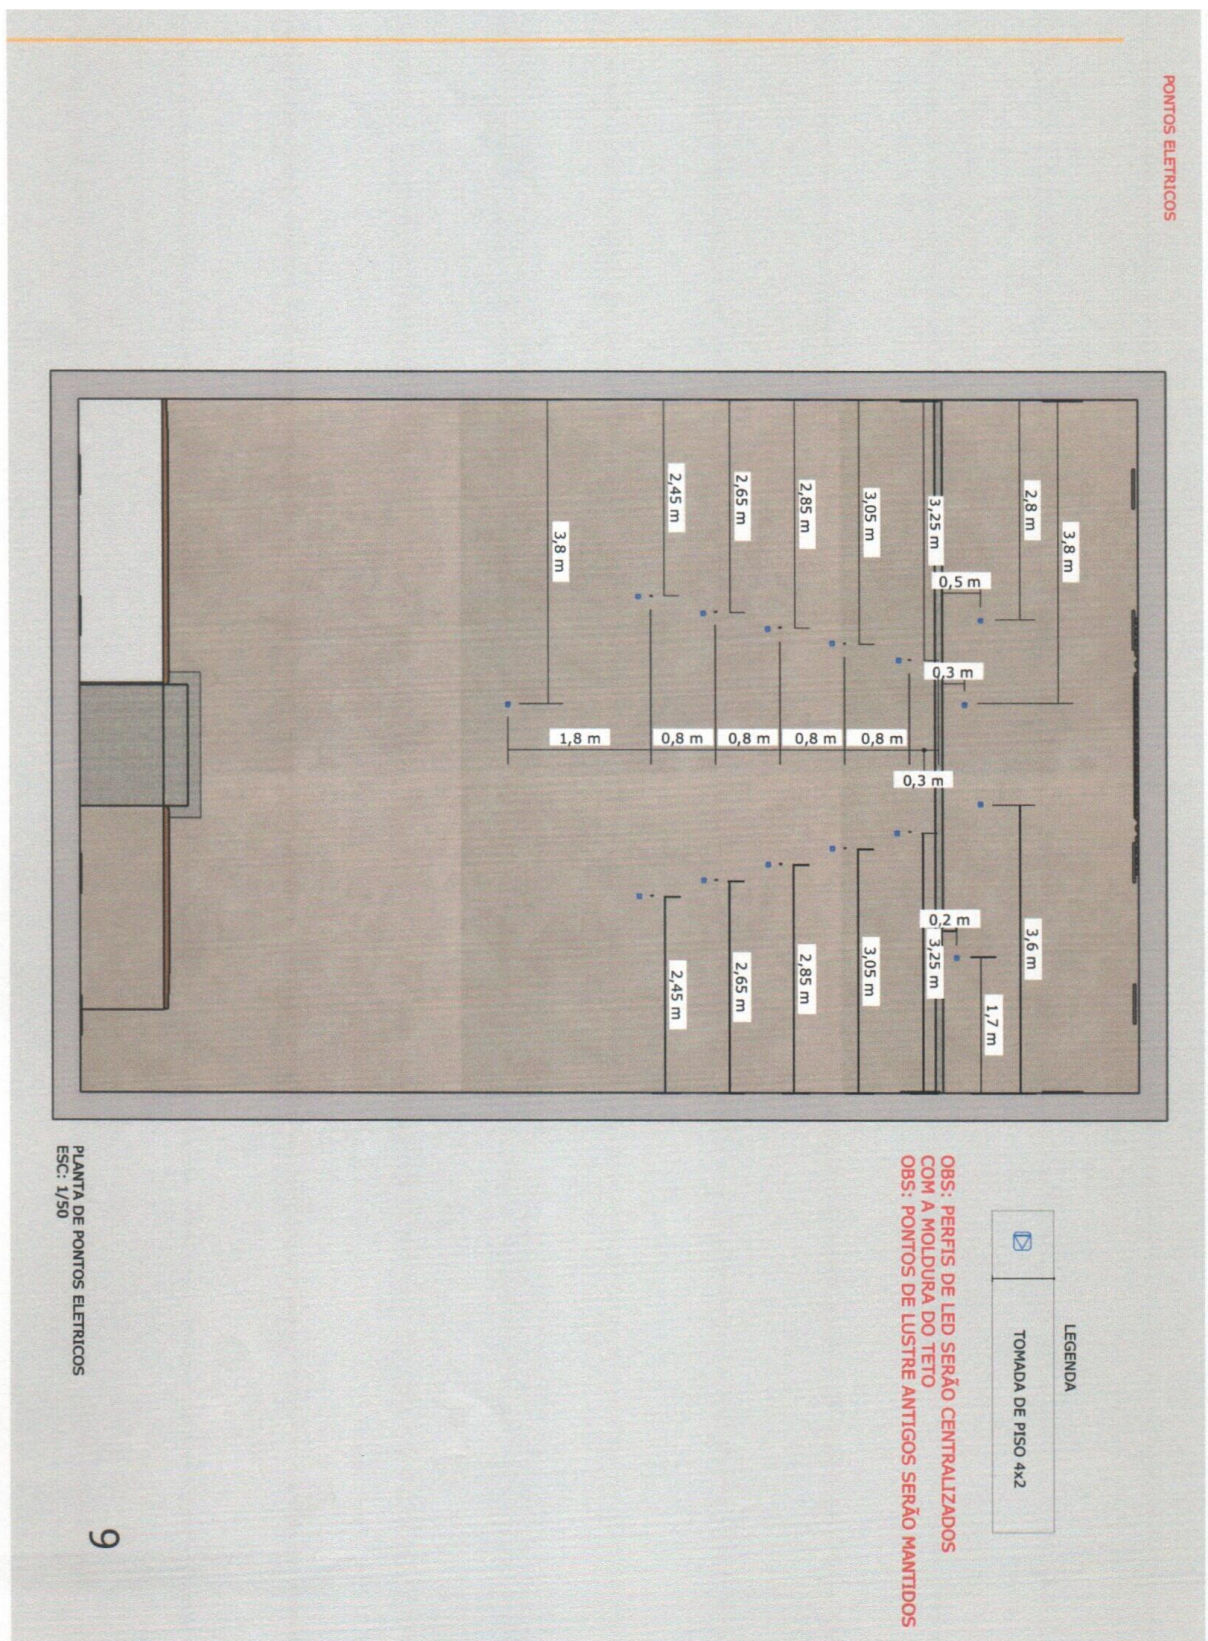 PONTOS ELETRICOS
3,8 m
2,8 m
0,5 m
3,25 m
3,05 m
2,85 m
2,65 m
2,45 m
3,8 m
0,3 m
1,8 m
0,8 m
0,8 m
0,8 m
0,8 m
0,3 m
3,6 m
0,2 m
1,7 m
3,25 m
3,05 m
2,85 m
2,65 m
2,45 m
LEGENDA
TOMADA DE PISO 4x2
OBS: PERFIS DE LED SERÃO CENTRALIZADOS
COM A MOLDURA DO TETO
OBS: PONTOS DE LUSTRE ANTIGOS SERÃO MANTIDOS
PLANTA DE PONTOS ELETRICOS
ESC: 1/50
9